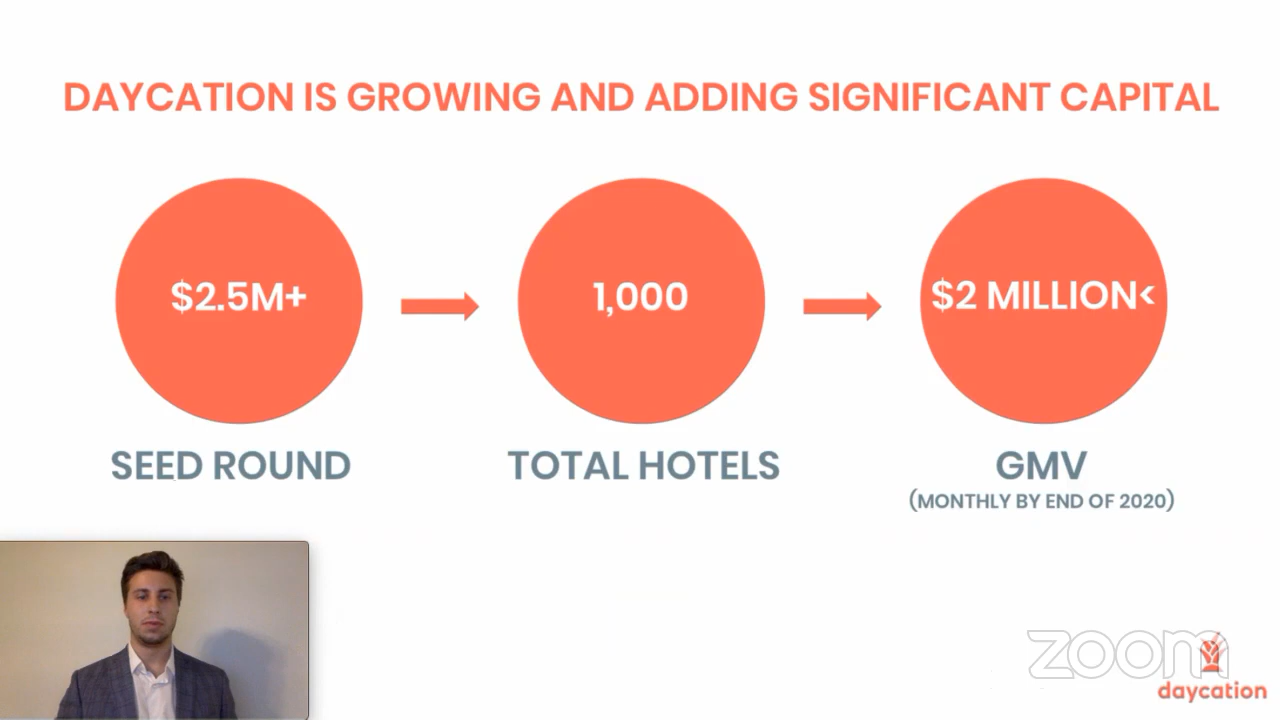 DAYCATION IS GROWING AND ADDING SIGNIFICANT CAPITAL
$2.5M+
1,000
$2 MILLION<
SEED ROUND
TOTAL HOTELS
GMV
(MONTHLY BY END OF 2020)
zoom
daycation